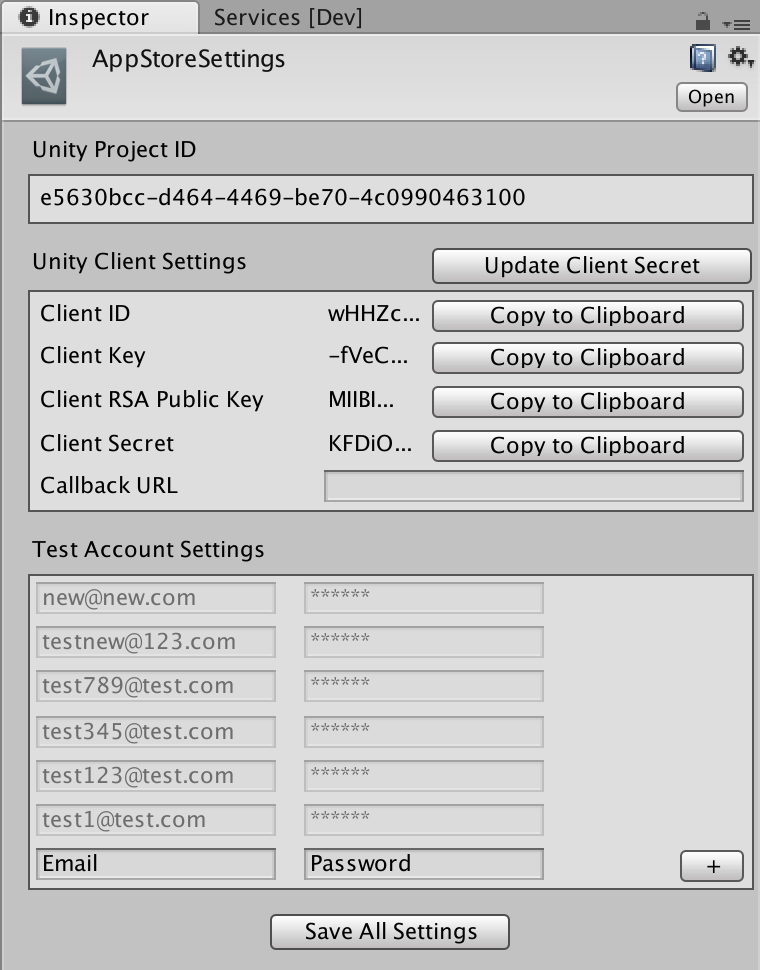 Inspector Services [Dev]
AppStoreSettings
Open
Unity Project ID
e5630bcc-d464-4469-be70-4c0990463100
Unity Client Settings Update Client Secret
Client ID wHHZc... Copy to Clipboard
Client Key -fVeC... Copy to Clipboard
Client RSA Public Key MIIBI... Copy to Clipboard
Client Secret KFDiO... Copy to Clipboard
Callback URL
Test Account Settings
new@new.com ******
testnew@123.com ******
test789@test.com ******
test345@test.com ******
test123@test.com ******
test1@test.com ******
Email Password +
Save All Settings